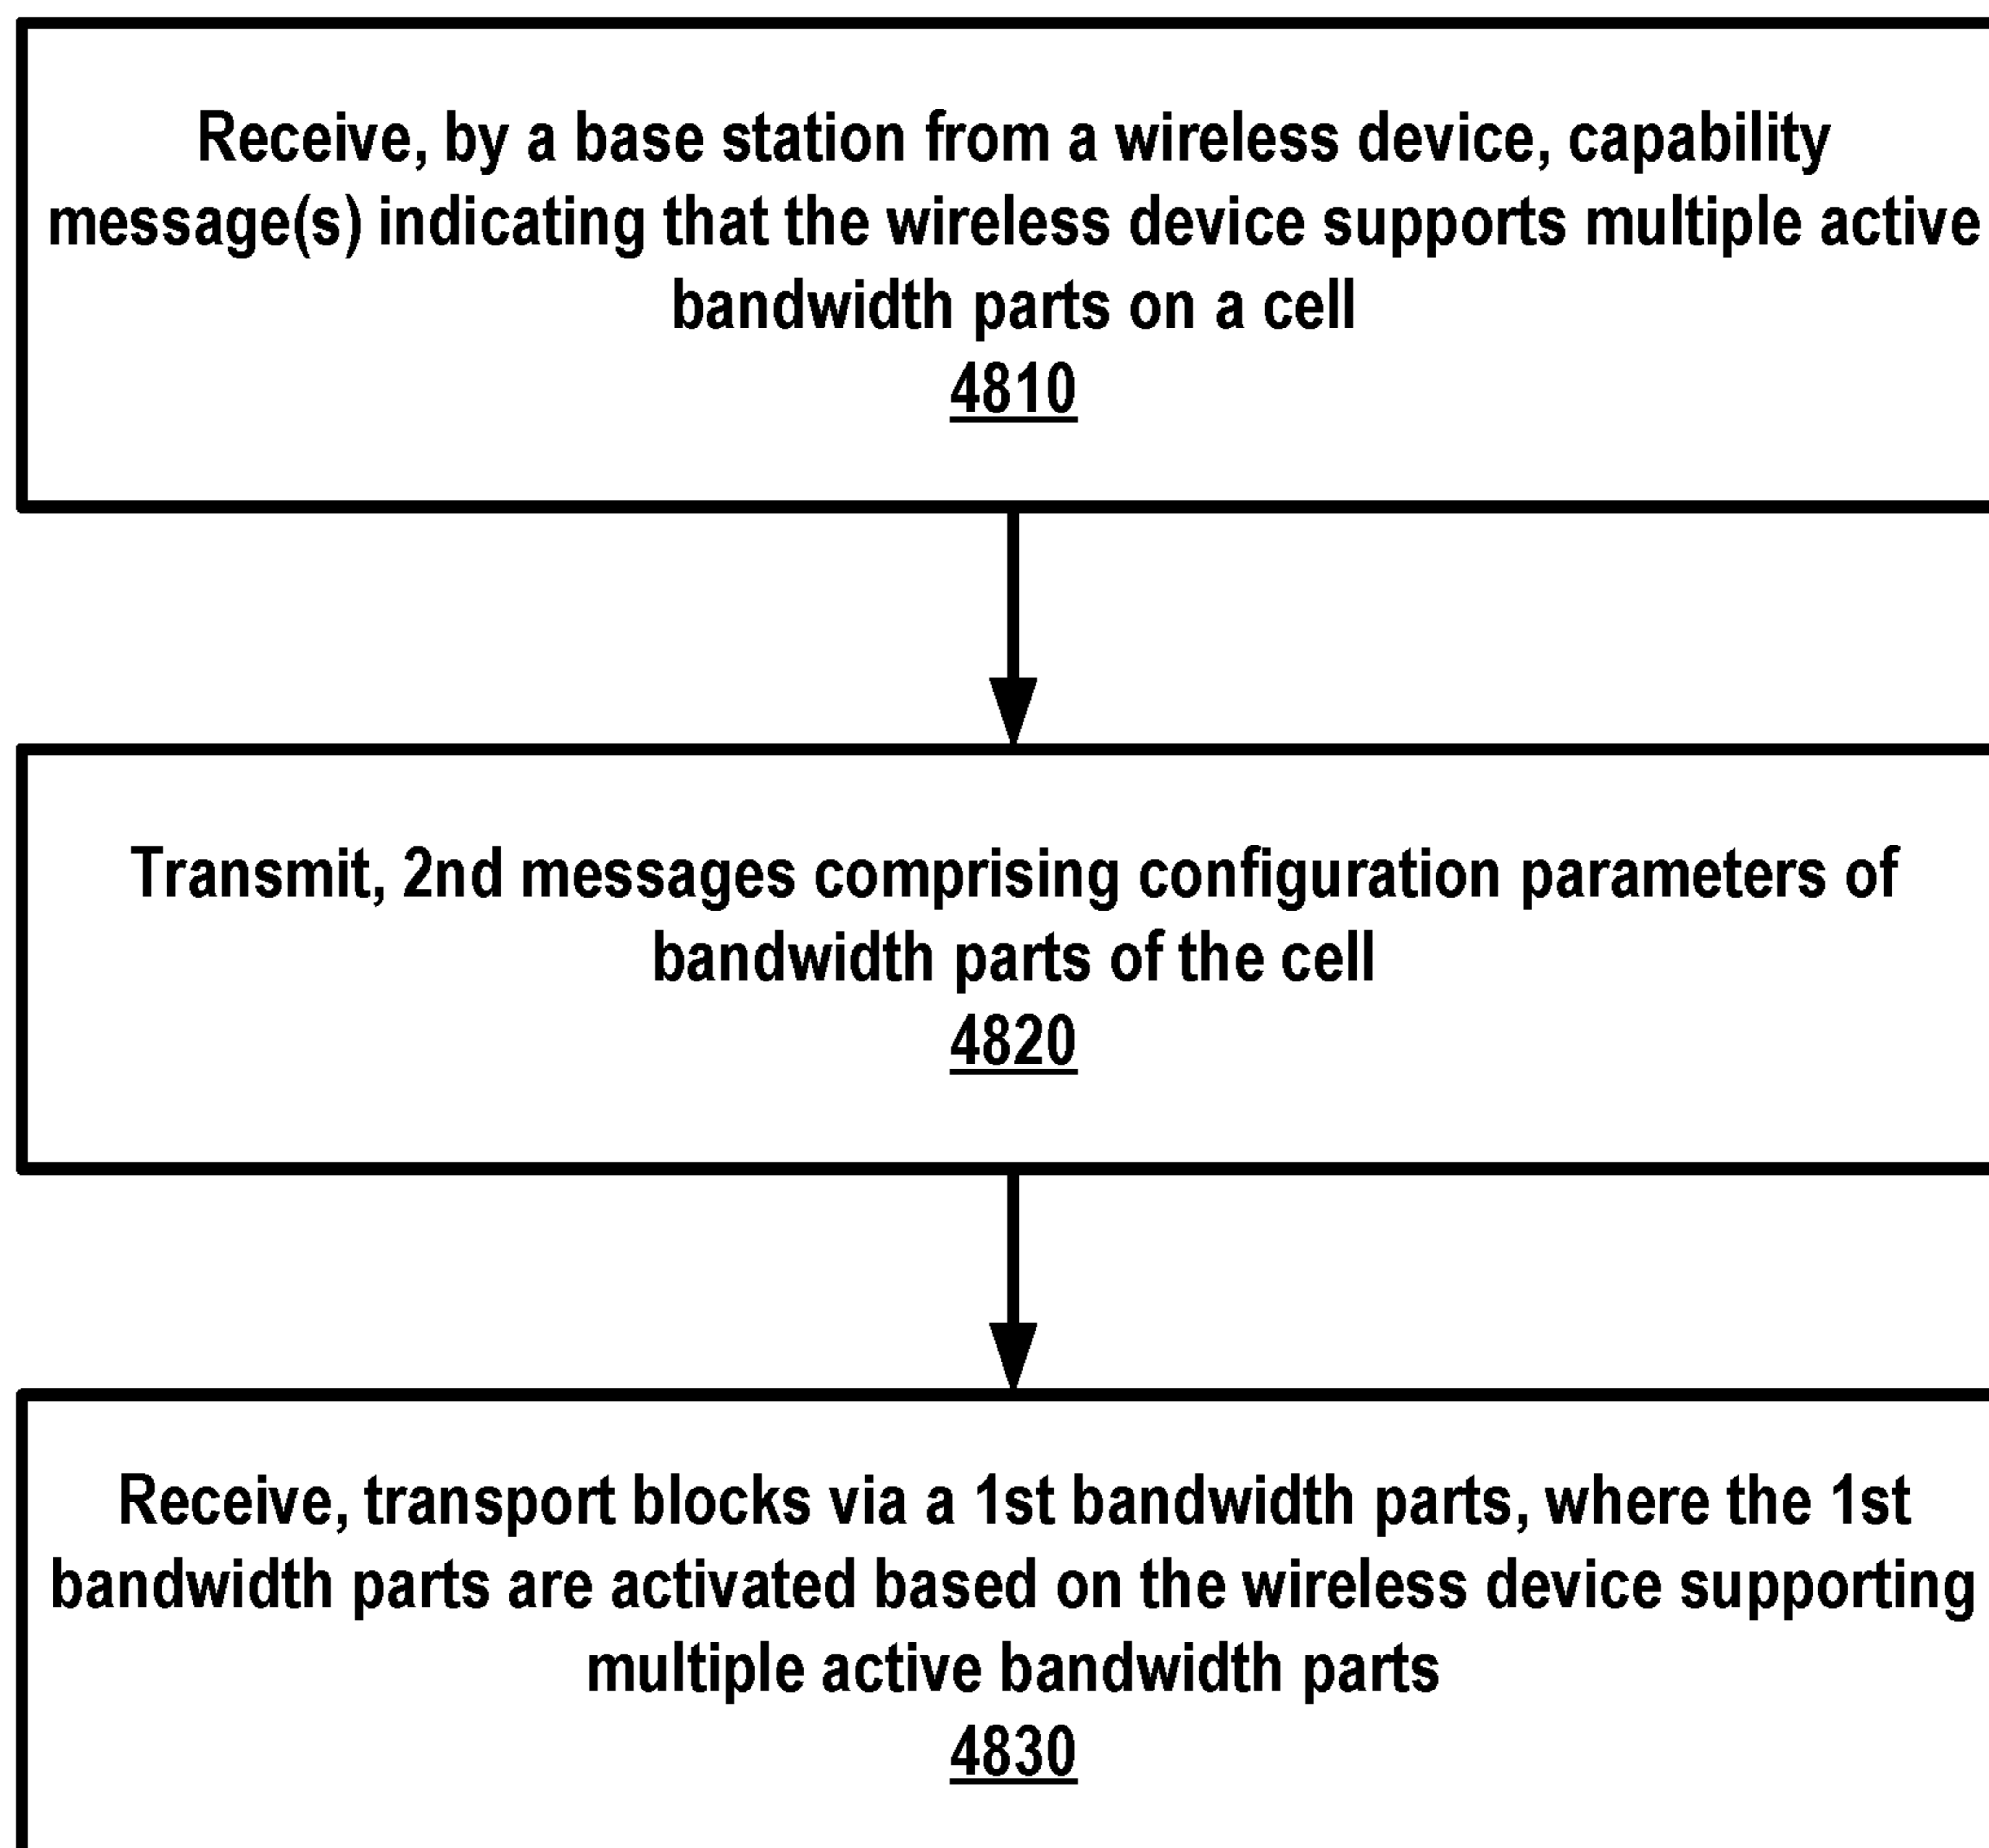 Receive, by a base station from a wireless device, capability
message(s) indicating that the wireless device supports multiple active
bandwidth parts on a cell
4810
Transmit, 2nd messages comprising configuration parameters of
bandwidth parts of the cell
4820
Receive, transport blocks via a 1st bandwidth parts, where the 1st
bandwidth parts are activated based on the wireless device supporting
multiple active bandwidth parts
4830